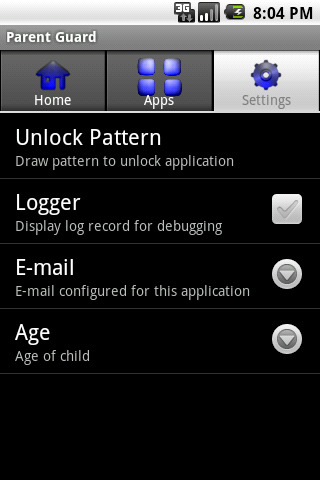 3G 8:04 PM
Parent Guard
Home Apps Settings
Unlock Pattern
Draw pattern to unlock application
Logger
Display log record for debugging
E-mail
E-mail configured for this application
Age
Age of child